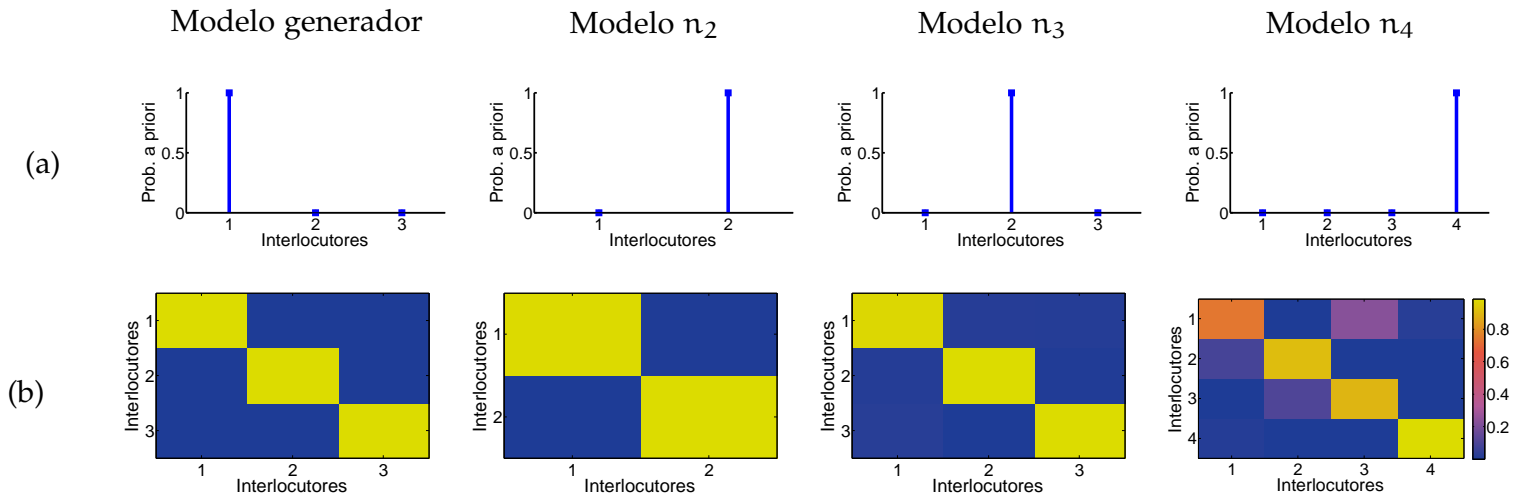 Modelo generador
Modelo n₂
Modelo n₃
Modelo n₄
(a)
Prob. a priori
1
0.5
0
1 2 3
Interlocutores
Prob. a priori
1
0.5
0
1 2
Interlocutores
Prob. a priori
1
0.5
0
1 2 3
Interlocutores
Prob. a priori
1
0.5
0
1 2 3 4
Interlocutores
(b)
Interlocutores
1
2
3
1 2 3
Interlocutores
Interlocutores
1
2
1 2
Interlocutores
Interlocutores
1
2
3
1 2 3
Interlocutores
Interlocutores
1
2
3
4
1 2 3 4
Interlocutores
0.8
0.6
0.4
0.2